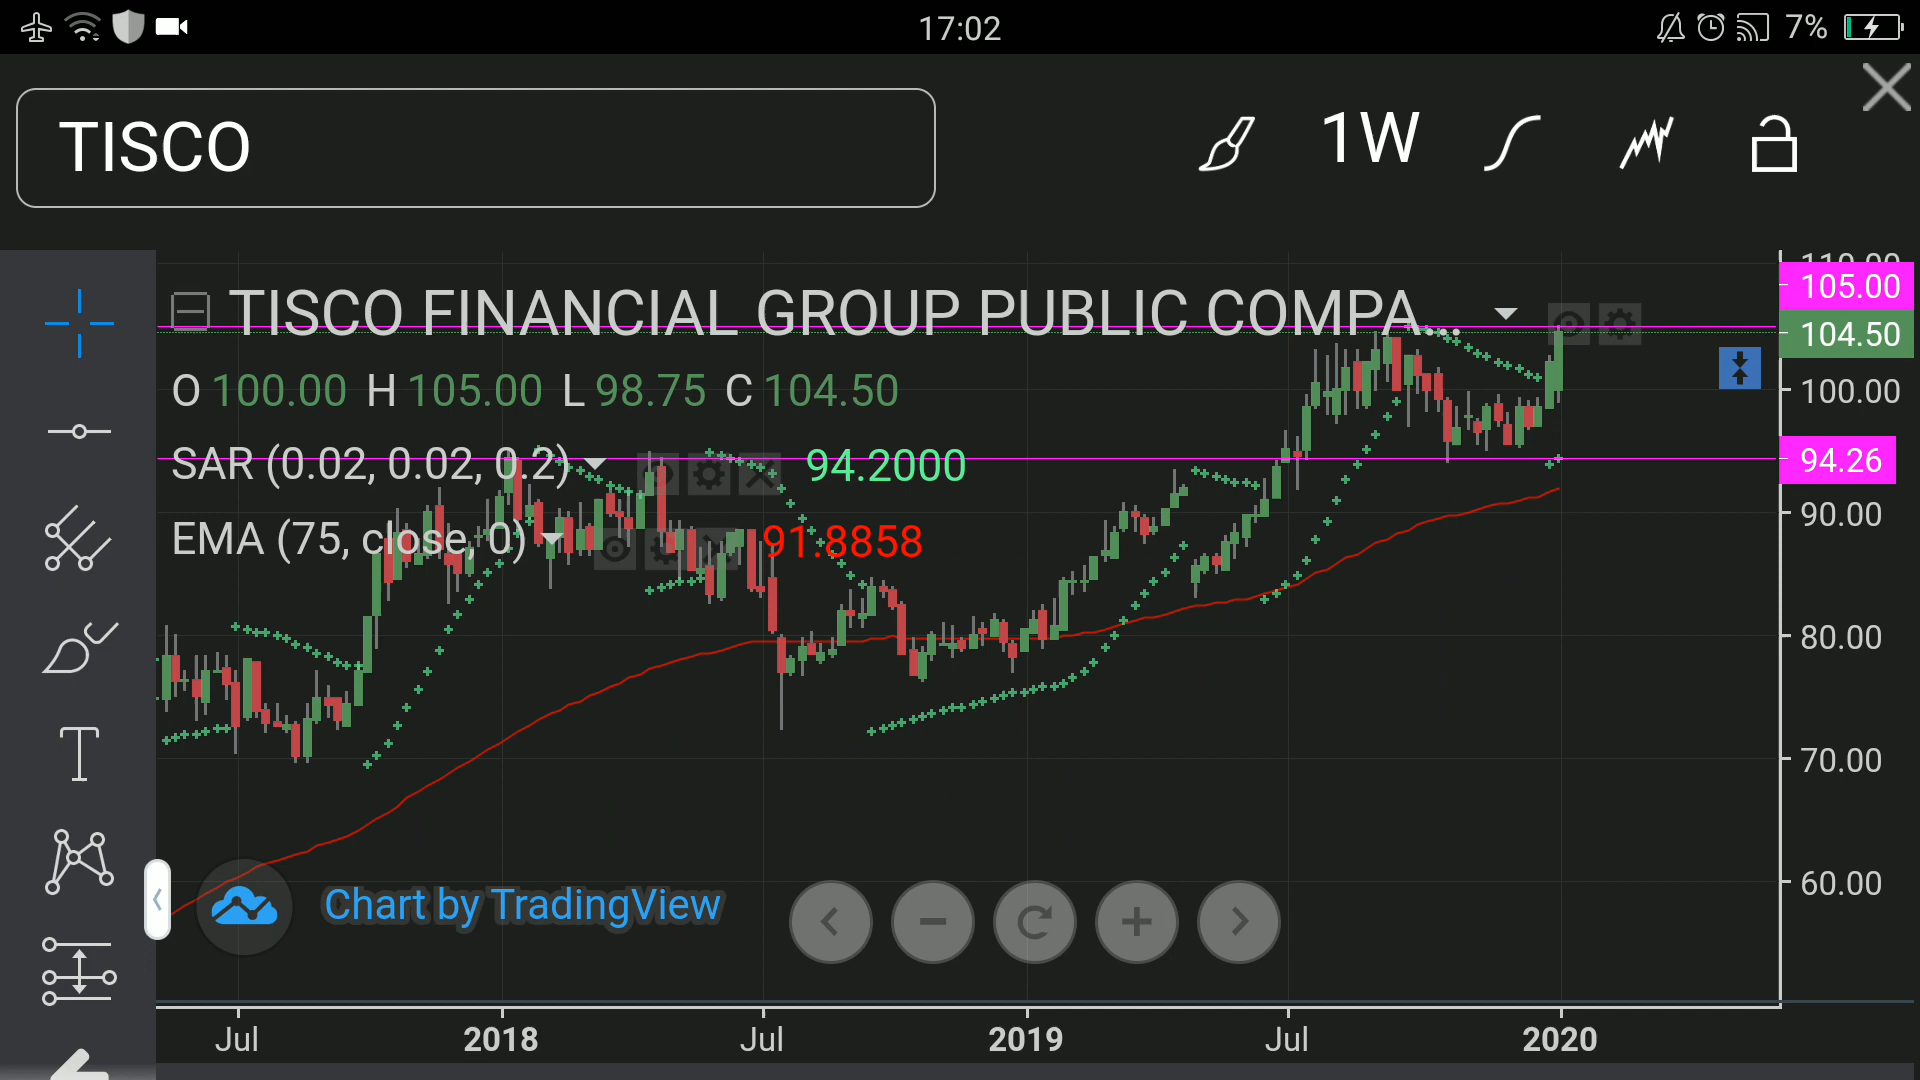 17:02
7%
TISCO
1W
TISCO FINANCIAL GROUP PUBLIC COMPA...
O 100.00 H 105.00 L 98.75 C 104.50
SAR (0.02, 0.02, 0.2) 94.2000
EMA (75, close, 0) 91.8858
110.00
105.00
104.50
100.00
94.26
90.00
80.00
70.00
60.00
Chart by TradingView
Jul 2018 Jul 2019 Jul 2020